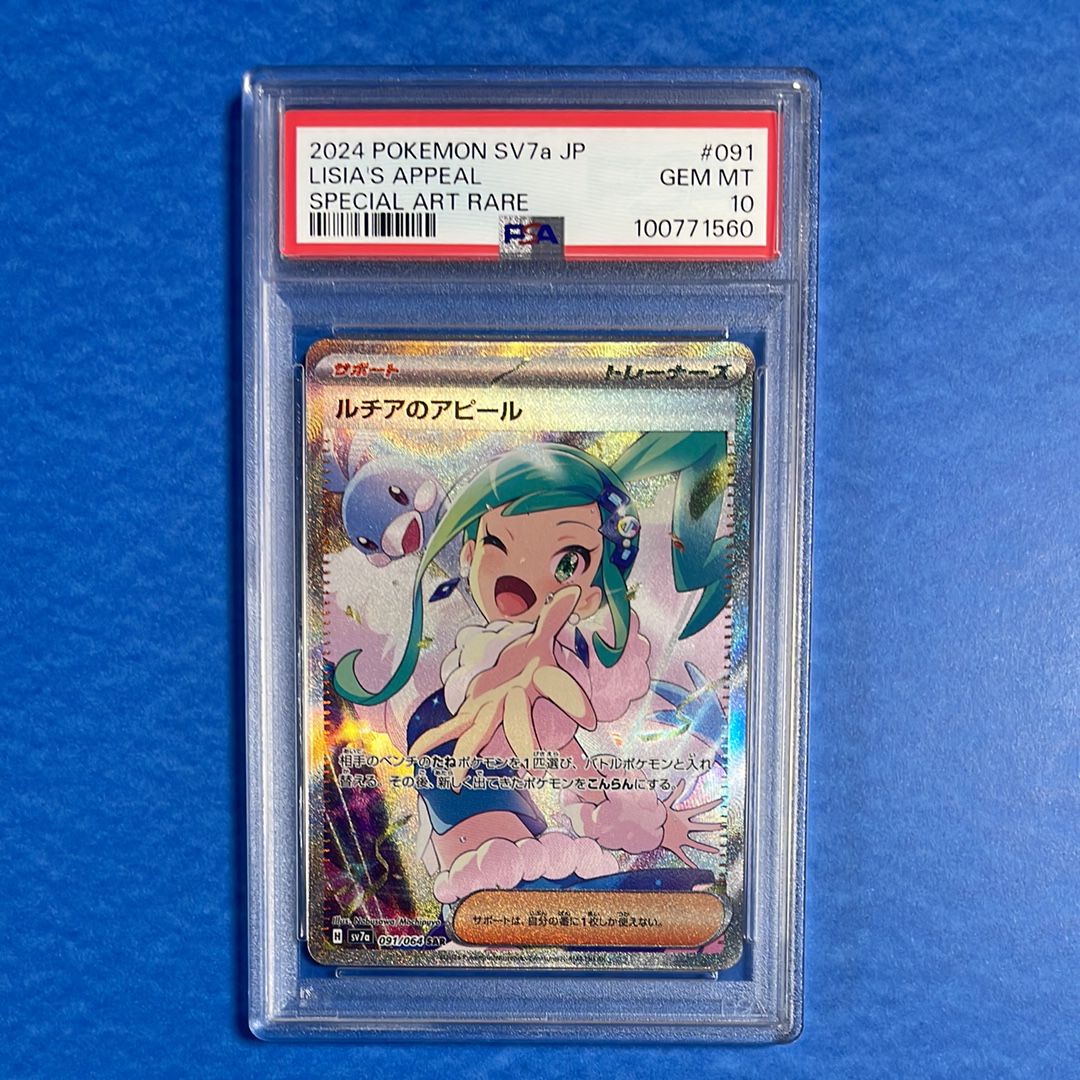 2024 POKEMON SV7a JP #091
LISIA'S APPEAL GEM MT
SPECIAL ART RARE 10
PSA 100771560
サポート トレーナーズ
ルチアのアピール
相手のベンチのたねポケモンを1匹選び、バトルポケモンと入れ
替える。その後、新しく出てきたポケモンをこんらんにする。
サポートは、自分の番に1枚しか使えない。
Illus. Nobusawa Mochipuyo
H sv7a 091/064 SAR